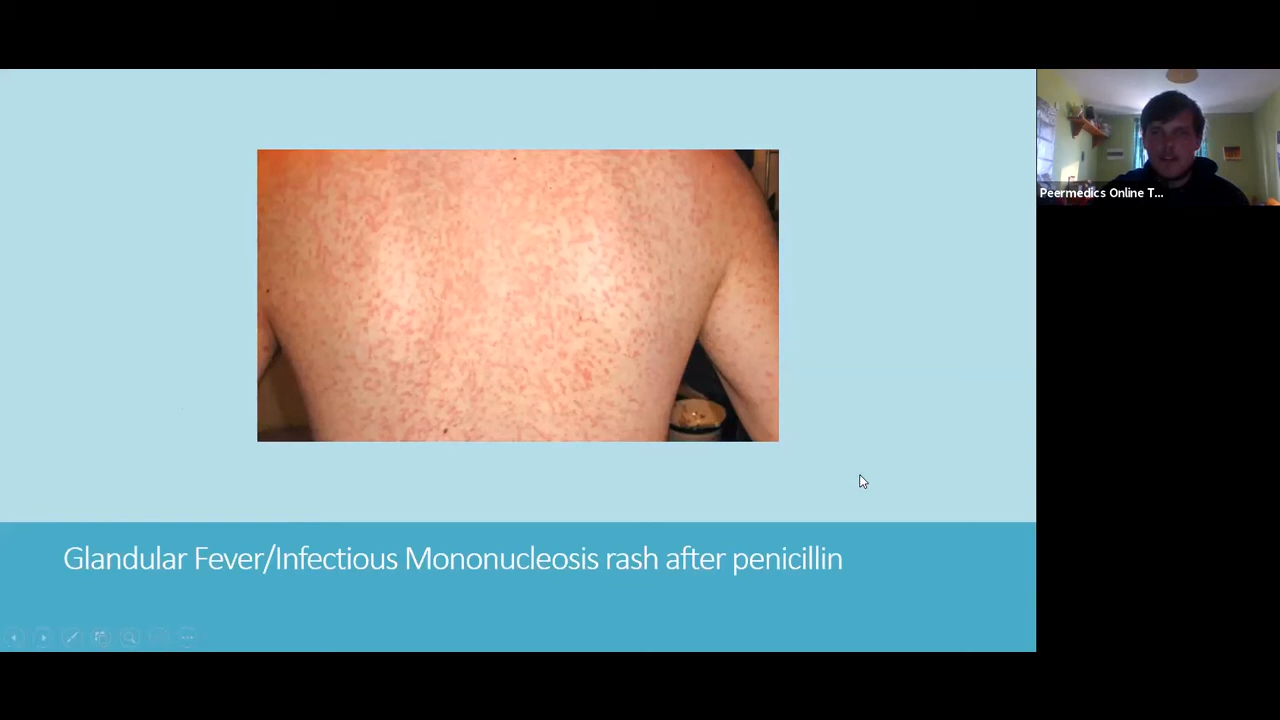 Peermedics Online T...
Glandular Fever/Infectious Mononucleosis rash after penicillin